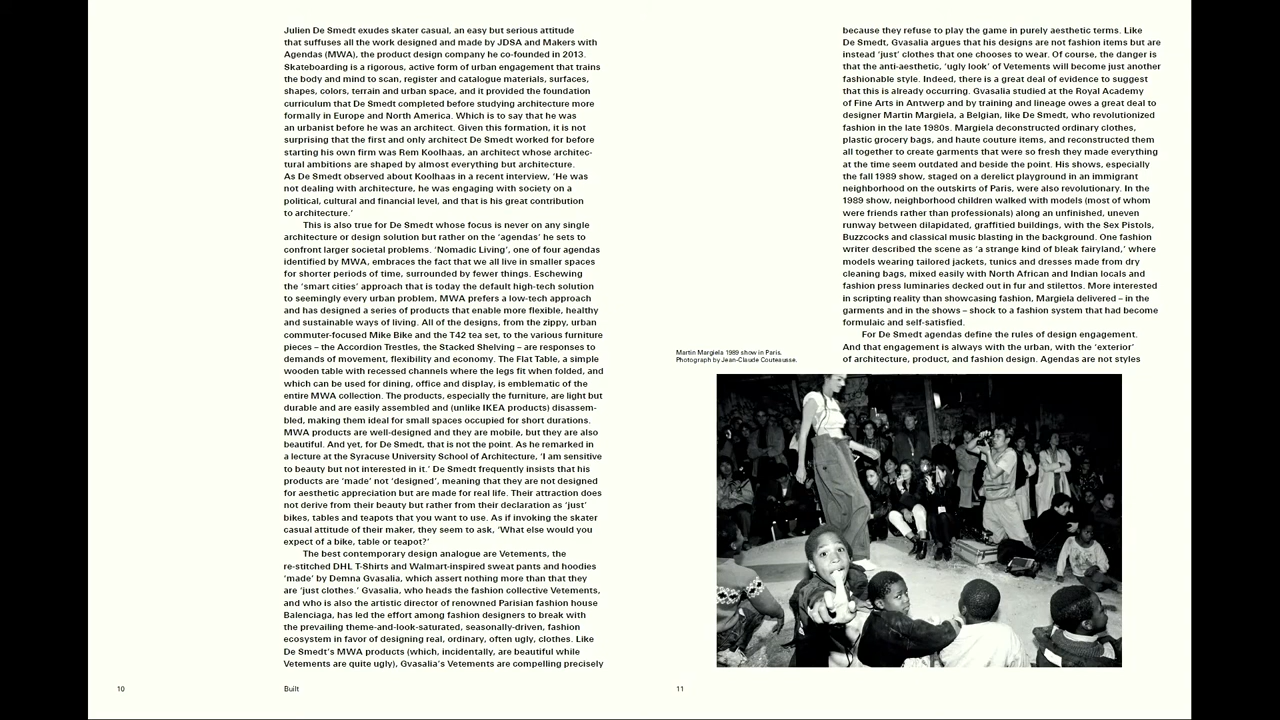 Julien De Smedt exudes skater casual, an easy but serious attitude
that suffuses all the work designed and made by JDSA and Makers with
Agendas (MWA), the product design company he co-founded in 2013.
Skateboarding is a rigorous, active form of urban engagement that trains
the body and mind to scan, register and catalogue materials, surfaces,
shapes, colors, terrain and urban space, and it provided the foundation
curriculum that De Smedt completed before studying architecture more
formally in Europe and North America. Which is to say that he was
an urbanist before he was an architect. Given this formation, it is not
surprising that the first and only architect De Smedt worked for before
starting his own firm was Rem Koolhaas, an architect whose architec-
tural ambitions are shaped by almost everything but architecture.
As De Smedt observed about Koolhaas in a recent interview, ‘He was
not dealing with architecture, he was engaging with society on a
political, cultural and financial level, and that is his great contribution
to architecture.’
This is also true for De Smedt whose focus is never on any single
architecture or design solution but rather on the ‘agendas’ he sets to
confront larger societal problems. ‘Nomadic Living’, one of four agendas
identified by MWA, embraces the fact that we all live in smaller spaces
for shorter periods of time, surrounded by fewer things. Eschewing
the ‘smart cities’ approach that is today the default high-tech solution
to seemingly every urban problem, MWA prefers a low-tech approach
and has designed a series of products that enable more flexible, healthy
and sustainable ways of living. All of the designs, from the zippy, urban
commuter-focused Mike Bike and the T42 tea set, to the various furniture
pieces – the Accordion Trestles, the Stacked Shelving – are responses to
demands of movement, flexibility and economy. The Flat Table, a simple
wooden table with recessed channels where the legs fit when folded, and
which can be used for dining, office and display, is emblematic of the
entire MWA collection. The products, especially the furniture, are light but
durable and are easily assembled and (unlike IKEA products) disassem-
bled, making them ideal for small spaces occupied for short durations.
MWA products are well-designed and they are mobile, but they are also
beautiful. And yet, for De Smedt, that is not the point. As he remarked in
a lecture at the Syracuse University School of Architecture, ‘I am sensitive
to beauty but not interested in it.’ De Smedt frequently insists that his
products are ‘made’ not ‘designed’, meaning that they are not designed
for aesthetic appreciation but are made for real life. Their attraction does
not derive from their beauty but rather from their declaration as ‘just’
bikes, tables and teapots that you want to use. As if invoking the skater
casual attitude of their maker, they seem to ask, ‘What else would you
expect of a bike, table or teapot?’
The best contemporary design analogue are Vetements, the
re-stitched DHL T-Shirts and Walmart-inspired sweat pants and hoodies
‘made’ by Demna Gvasalia, which assert nothing more than that they
are ‘just clothes.’ Gvasalia, who heads the fashion collective Vetements,
and who is also the artistic director of renowned Parisian fashion house
Balenciaga, has led the effort among fashion designers to break with
the prevailing theme-and-look-saturated, seasonally-driven, fashion
ecosystem in favor of designing real, ordinary, often ugly, clothes. Like
De Smedt’s MWA products (which, incidentally, are beautiful while
Vetements are quite ugly), Gvasalia’s Vetements are compelling precisely
10
Built
because they refuse to play the game in purely aesthetic terms. Like
De Smedt, Gvasalia argues that his designs are not fashion items but are
instead ‘just’ clothes that one chooses to wear. Of course, the danger is
that the anti-aesthetic, ‘ugly look’ of Vetements will become just another
fashionable style. Indeed, there is a great deal of evidence to suggest
that this is already occurring. Gvasalia studied at the Royal Academy
of Fine Arts in Antwerp and by training and lineage owes a great deal to
designer Martin Margiela, a Belgian, like De Smedt, who revolutionized
fashion in the late 1980s. Margiela deconstructed ordinary clothes,
plastic grocery bags, and haute couture items, and reconstructed them
all together to create garments that were so fresh they made everything
at the time seem outdated and beside the point. His shows, especially
the fall 1989 show, staged on a derelict playground in an immigrant
neighborhood on the outskirts of Paris, were also revolutionary. In the
1989 show, neighborhood children walked with models (most of whom
were friends rather than professionals) along an unfinished, uneven
runway between dilapidated, graffitied buildings, with the Sex Pistols,
Buzzcocks and classical music blasting in the background. One fashion
writer described the scene as ‘a strange kind of bleak fairyland,’ where
models wearing tailored jackets, tunics and dresses made from dry
cleaning bags, mixed easily with North African and Indian locals and
fashion press luminaries decked out in fur and stilettos. More interested
in scripting reality than showcasing fashion, Margiela delivered – in the
garments and in the shows – shock to a fashion system that had become
formulaic and self-satisfied.
For De Smedt agendas define the rules of design engagement.
And that engagement is always with the urban, with the ‘exterior’
of architecture, product, and fashion design. Agendas are not styles
Martin Margiela 1989 show in Paris.
Photograph by Jean-Claude Couteausse.
11